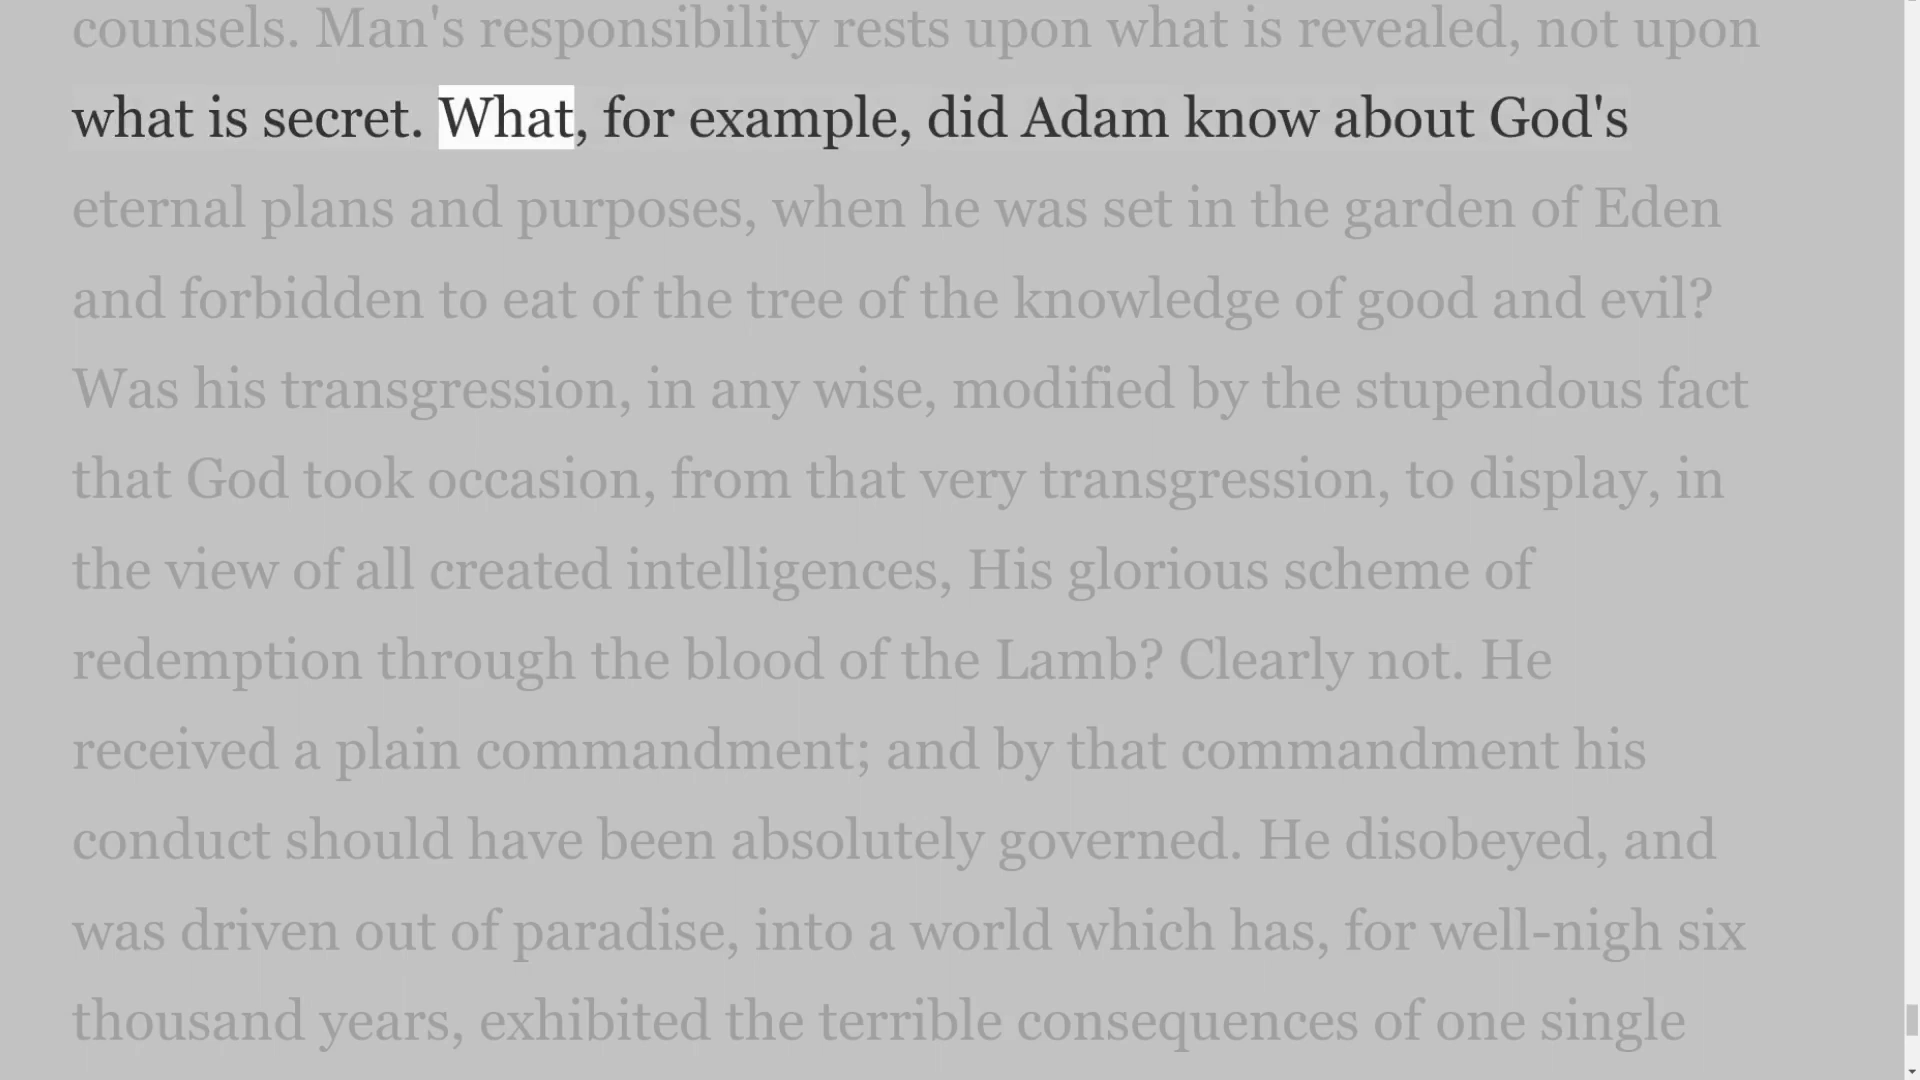 counsels. Man's responsibility rests upon what is revealed, not upon
what is secret. What, for example, did Adam know about God's
eternal plans and purposes, when he was set in the garden of Eden
and forbidden to eat of the tree of the knowledge of good and evil?
Was his transgression, in any wise, modified by the stupendous fact
that God took occasion, from that very transgression, to display, in
the view of all created intelligences, His glorious scheme of
redemption through the blood of the Lamb? Clearly not. He
received a plain commandment; and by that commandment his
conduct should have been absolutely governed. He disobeyed, and
was driven out of paradise, into a world which has, for well-nigh six
thousand years, exhibited the terrible consequences of one single